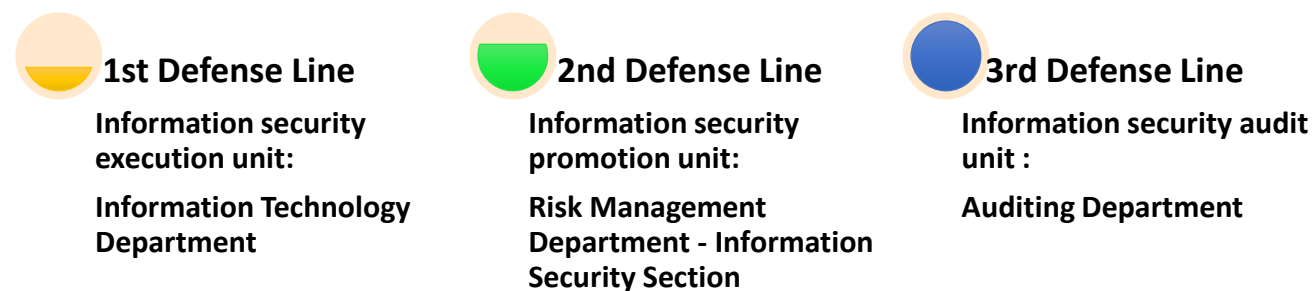 1st Defense Line
Information security
execution unit:
Information Technology
Department
2nd Defense Line
Information security
promotion unit:
Risk Management
Department - Information
Security Section
3rd Defense Line
Information security audit
unit :
Auditing Department